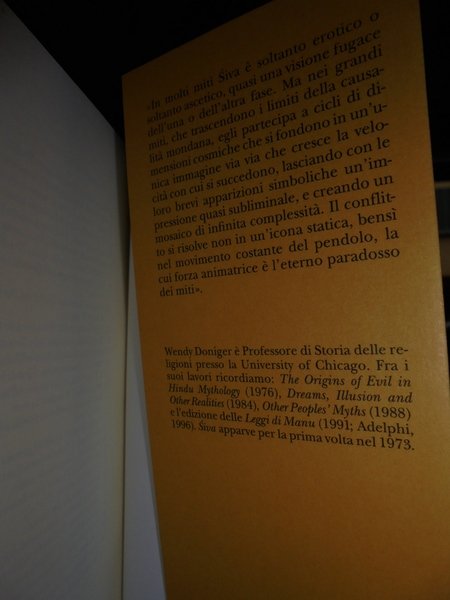 «In molti miti Śiva è soltanto erotico o
soltanto ascetico, quasi una visione fugace
dell'una o dell'altra fase. Ma nei grandi
miti, che trascendono i limiti della causa-
lità mondana, egli partecipa a cicli di di-
mensioni cosmiche che si fondono in un'u-
nica immagine via via che cresce la velo-
cità con cui si succedono, lasciando con le
loro brevi apparizioni simboliche un'im-
pressione quasi subliminale, e creando un
mosaico di infinita complessità. Il conflit-
to si risolve non in un'icona statica, bensì
nel movimento costante del pendolo, la
cui forza animatrice è l'eterno paradosso
dei miti».
Wendy Doniger è Professore di Storia delle re-
ligioni presso la University of Chicago. Fra i
suoi lavori ricordiamo: The Origins of Evil in
Hindu Mythology (1976), Dreams, Illusion and
Other Realities (1984), Other Peoples' Myths (1988)
e l'edizione delle Leggi di Manu (1991; Adelphi,
1996). Śiva apparve per la prima volta nel 1973.